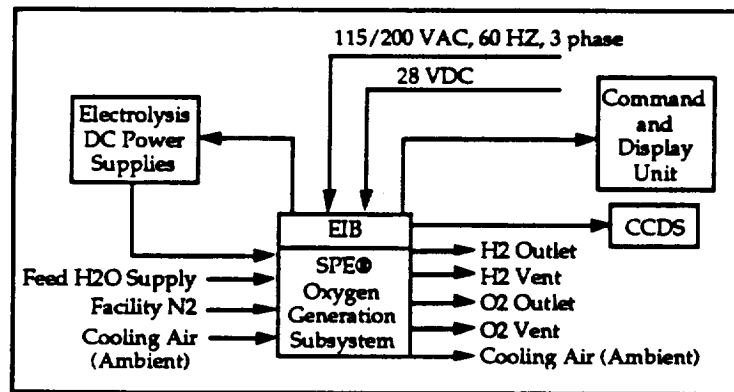 115/200 VAC, 60 HZ, 3 phase
28 VDC
Electrolysis
DC Power
Supplies
Command
and
Display
Unit
EIB
CCDS
SPE®
Oxygen
Generation
Subsystem
Feed H2O Supply
Facility N2
Cooling Air
(Ambient)
H2 Outlet
H2 Vent
O2 Outlet
O2 Vent
Cooling Air (Ambient)